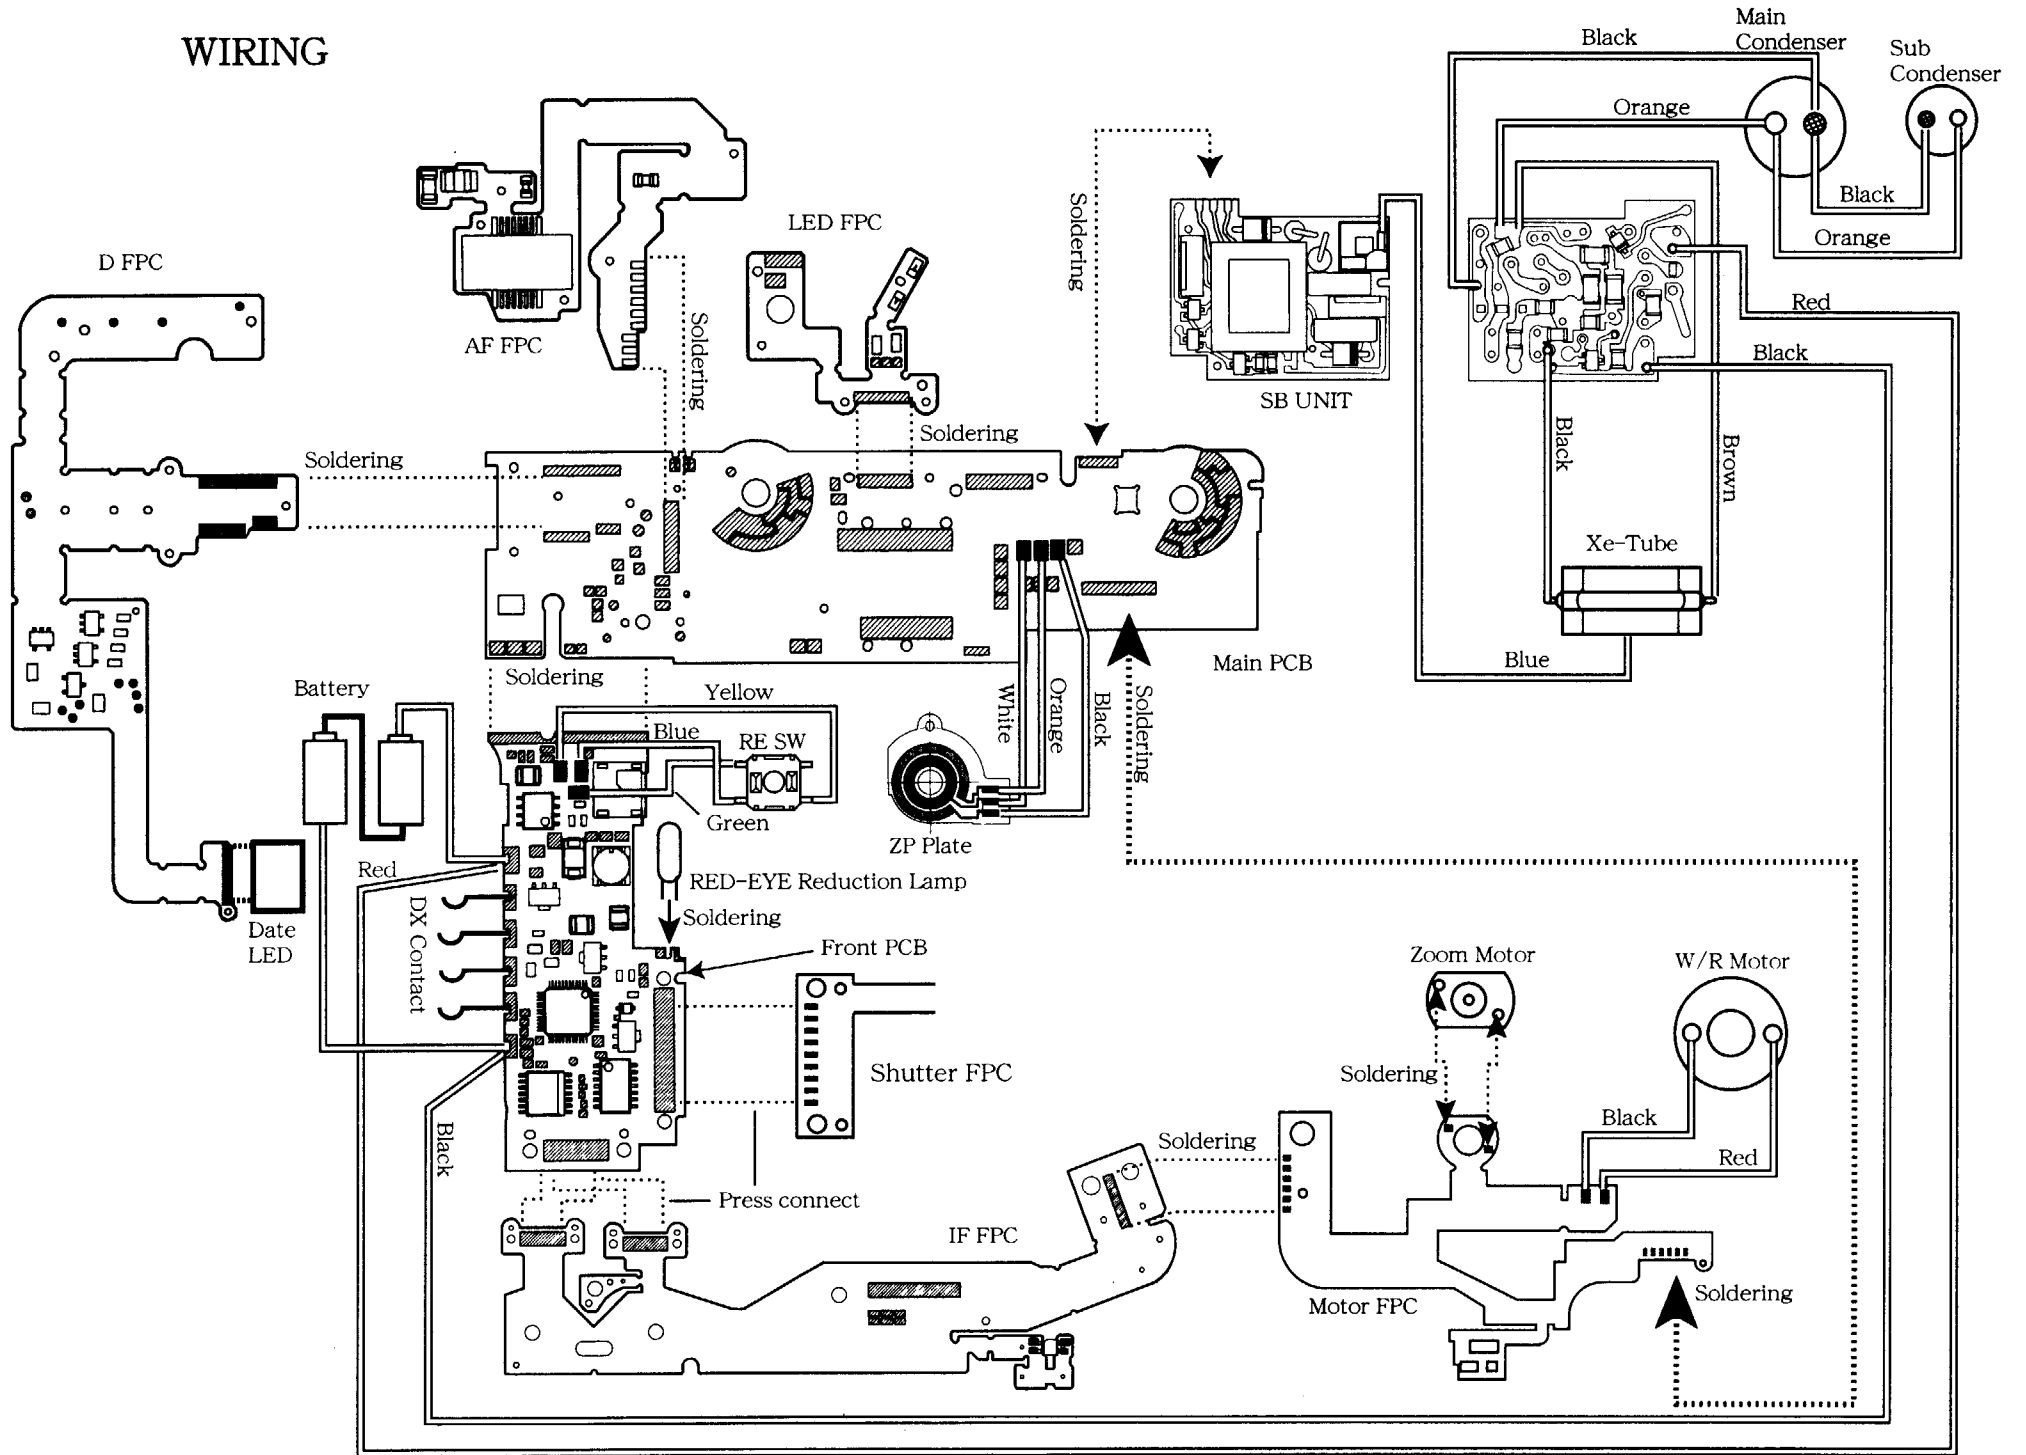 WIRING
Main
Condenser
Sub
Condenser
Black
Orange
Black
Orange
Soldering
LED FPC
D FPC
AF FPC
Soldering
Red
Black
SB UNIT
Soldering
Soldering
Black
Brown
Xe-Tube
Blue
Main PCB
Soldering
Battery
Yellow
Blue
RE SW
White
Orange
Black
Soldering
Green
ZP Plate
Red
RED-EYE Reduction Lamp
Soldering
DX Contact
Date
LED
Front PCB
Zoom Motor
W/R Motor
Shutter FPC
Soldering
Black
Black
Soldering
Red
Press connect
IF FPC
Motor FPC
Soldering